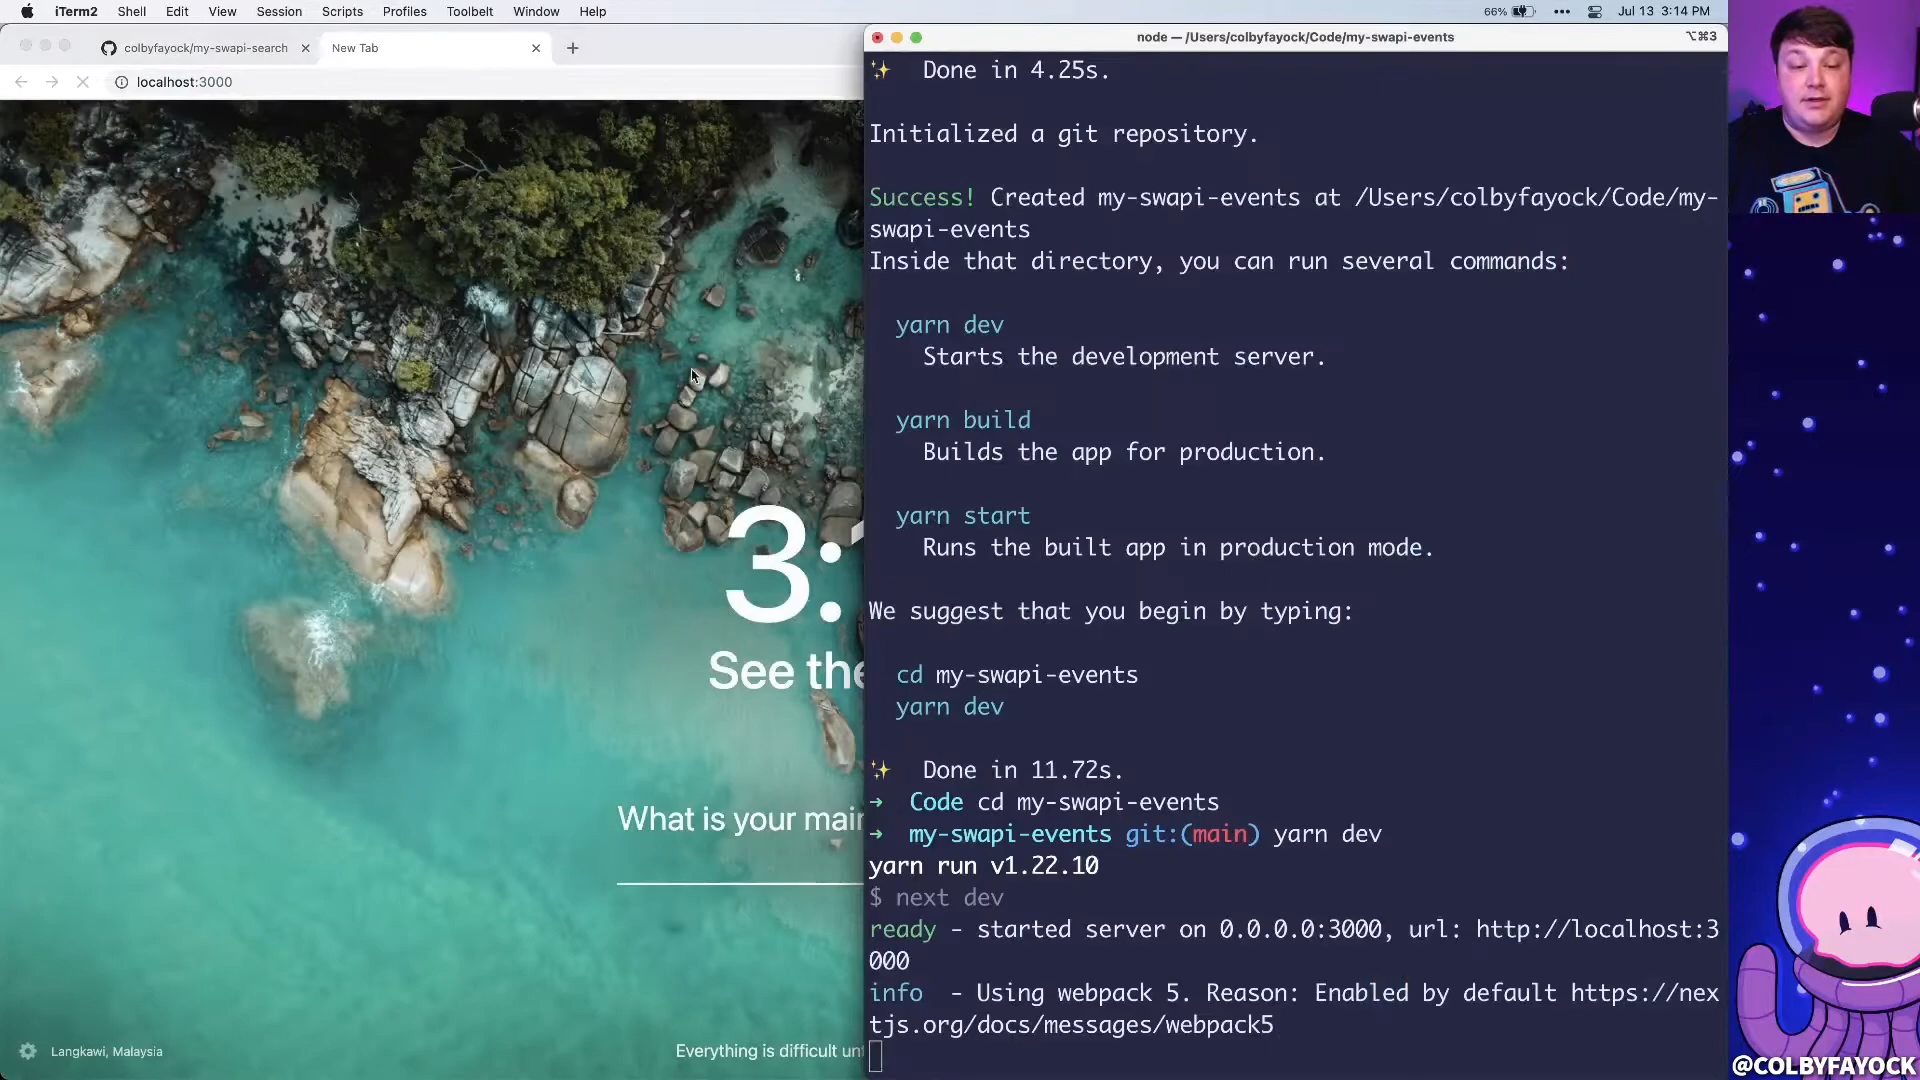 iTerm2 Shell Edit View Session Scripts Profiles Toolbelt Window Help 66% Jul 13 3:14 PM
colbyfayock/my-swapi-search New Tab
localhost:3000
3:
See the
What is your main
Langkawi, Malaysia
Everything is difficult
node — /Users/colbyfayock/Code/my-swapi-events ⌥⌘3
✨ Done in 4.25s.
Initialized a git repository.
Success! Created my-swapi-events at /Users/colbyfayock/Code/my-
swapi-events
Inside that directory, you can run several commands:
yarn dev
Starts the development server.
yarn build
Builds the app for production.
yarn start
Runs the built app in production mode.
We suggest that you begin by typing:
cd my-swapi-events
yarn dev
✨ Done in 11.72s.
➜ Code cd my-swapi-events
➜ my-swapi-events git:(main) yarn dev
yarn run v1.22.10
$ next dev
ready - started server on 0.0.0.0:3000, url: http://localhost:3
000
info - Using webpack 5. Reason: Enabled by default https://nex
tjs.org/docs/messages/webpack5
@COLBYFAYOCK